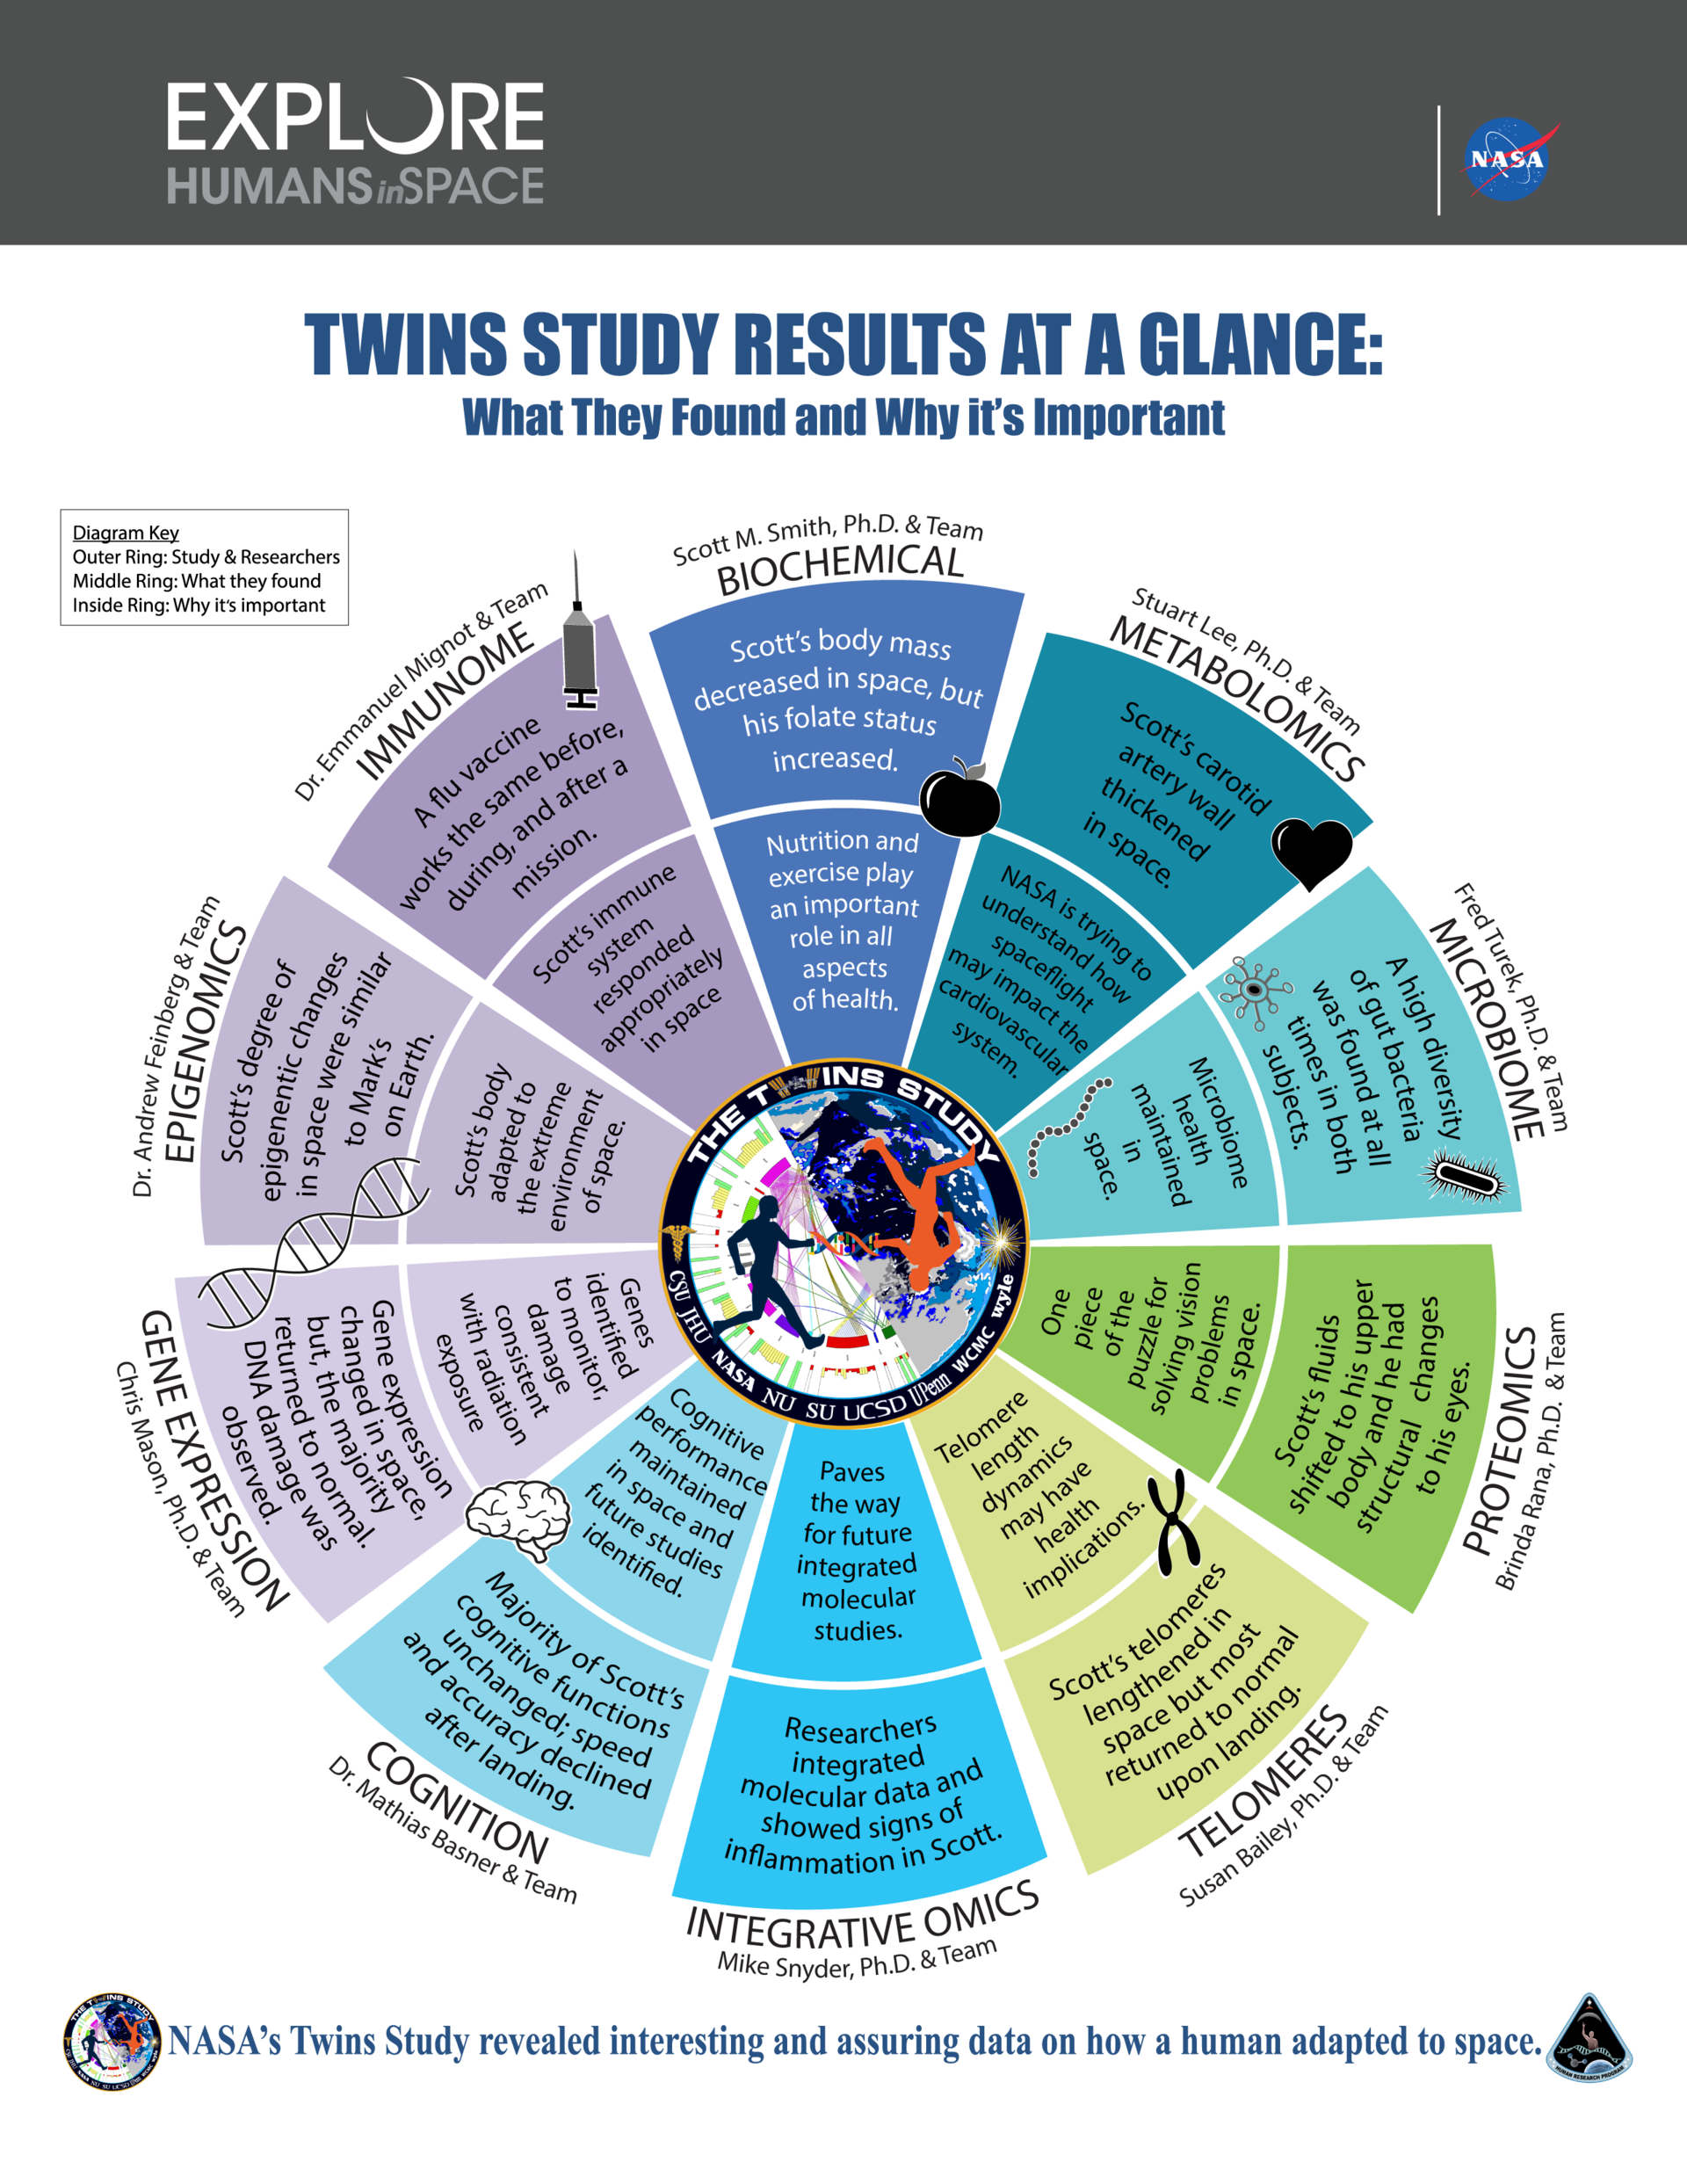 EXPLORE
HUMANS in SPACE
NASA
TWINS STUDY RESULTS AT A GLANCE:
What They Found and Why it's Important
Diagram Key
Outer Ring: Study & Researchers
Middle Ring: What they found
Inside Ring: Why it's important
Scott M. Smith, Ph.D. & Team
BIOCHEMICAL
Scott's body mass
decreased in space, but
his folate status
increased.
Nutrition and
exercise play
an important
role in all
aspects
of health.
Stuart Lee, Ph.D. & Team
METABOLOMICS
Scott's carotid
artery wall
thickened
in space.
NASA is trying to
understand how
spaceflight
may impact the
cardiovascular
system.
Fred Turek, Ph.D. & Team
MICROBIOME
A high diversity
of gut bacteria
was found at all
times in both
subjects.
Microbiome
health
maintained
in
space.
Brinda Rana, Ph.D. & Team
PROTEOMICS
Scott's fluids
shifted to his upper
body and he had
structural changes
to his eyes.
One
piece
of the
puzzle for
solving vision
problems
in space.
TELOMERES
Susan Bailey, Ph.D. & Team
Scott's telomeres
lengthened in
space but most
returned to normal
upon landing.
Telomere
length
dynamics
may have
health
implications.
INTEGRATIVE OMICS
Mike Snyder, Ph.D. & Team
Researchers
integrated
molecular data and
showed signs of
inflammation in Scott.
Paves
the way
for future
integrated
molecular
studies.
COGNITION
Dr. Mathias Basner & Team
Majority of Scott's
cognitive functions
unchanged; speed
and accuracy declined
after landing.
Cognitive
performance
maintained
in space and
future studies
identified.
GENE EXPRESSION
Chris Mason, Ph.D. & Team
Gene expression
changed in space,
but, the majority
returned to normal.
DNA damage was
observed.
Genes
identified
to monitor,
damage
consistent
with radiation
exposure
Dr. Andrew Feinberg & Team
EPIGENOMICS
Scott's degree of
epigenentic changes
in space were similar
to Mark's
on Earth.
Scott's body
adapted to
the extreme
environment
of space.
Dr. Emmanuel Mignot & Team
IMMUNOME
A flu vaccine
works the same before,
during, and after a
mission.
Scott's immune
system
responded
appropriately
in space
THE TWINS STUDY
CSU JHU NASA NU SU UCSD UPenn WCMC wyle
THE TWINS STUDY
CSU JHU NASA NU SU UCSD UPenn WCMC wyle
NASA's Twins Study revealed interesting and assuring data on how a human adapted to space.
HUMAN RESEARCH PROGRAM